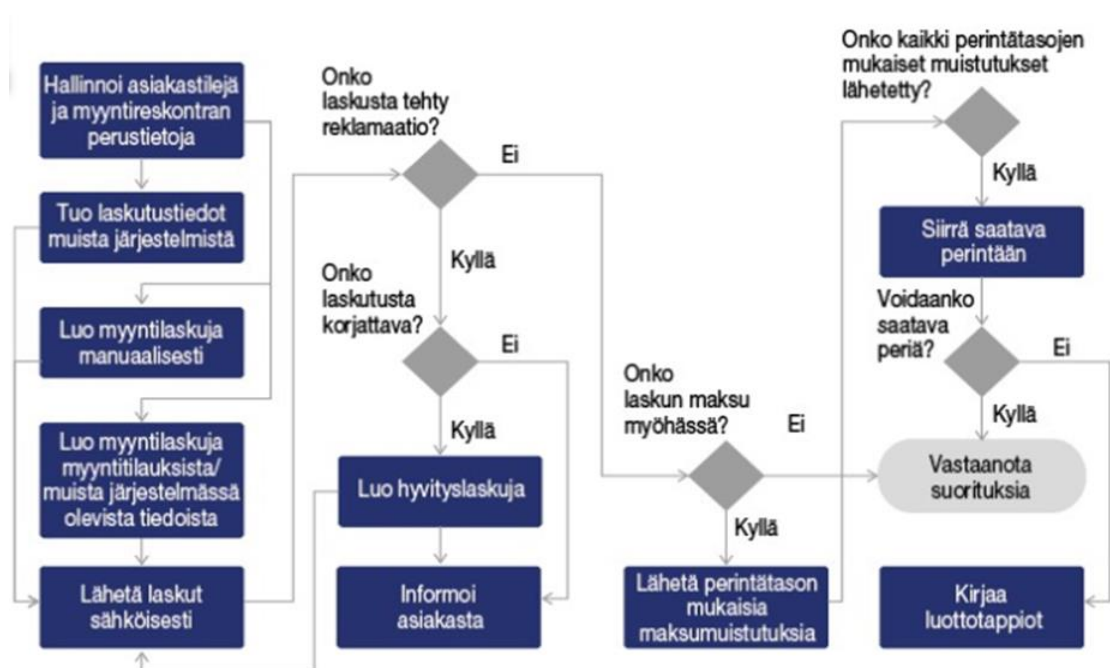 Hallinnoi asiakastilejä
ja myyntireskontran
perustietoja
Tuo laskutustiedot
muista järjestelmistä
Luo myyntilaskuja
manuaalisesti
Luo myyntilaskuja
myyntitilauksista/
muista järjestelmässä
olevista tiedoista
Lähetä laskut
sähköisesti
Onko
laskusta tehty
reklamaatio?
Ei
Kyllä
Onko
laskutusta
korjattava?
Ei
Kyllä
Luo hyvityslaskuja
Informoi
asiakasta
Onko
laskun maksu
myöhässä?
Ei
Kyllä
Lähetä perintätason
mukaisia
maksumuistutuksia
Onko kaikki perintätasojen
mukaiset muistutukset
lähetetty?
Kyllä
Siirrä saatava
perintään
Voidaanko
saatava
periä?
Ei
Kyllä
Vastaanota
suorituksia
Kirjaa
luottotappiot